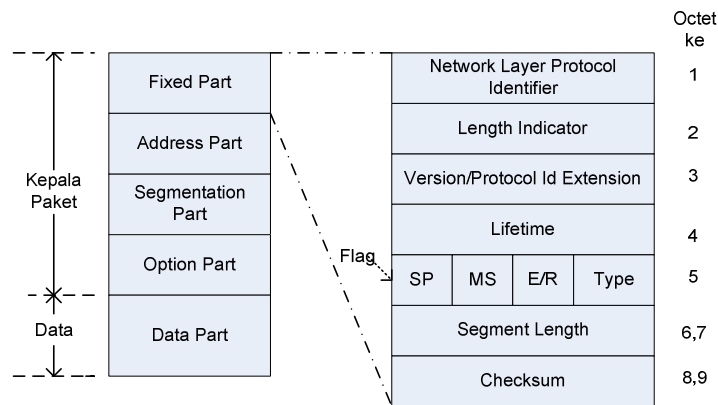 Octet
ke
Fixed Part
Network Layer Protocol
Identifier
1
Address Part
Length Indicator
2
Kepala
Paket
Segmentation
Part
Version/Protocol Id Extension
3
Lifetime
4
Option Part
Flag
SP
MS
E/R
Type
5
Data
Data Part
Segment Length
6,7
Checksum
8,9